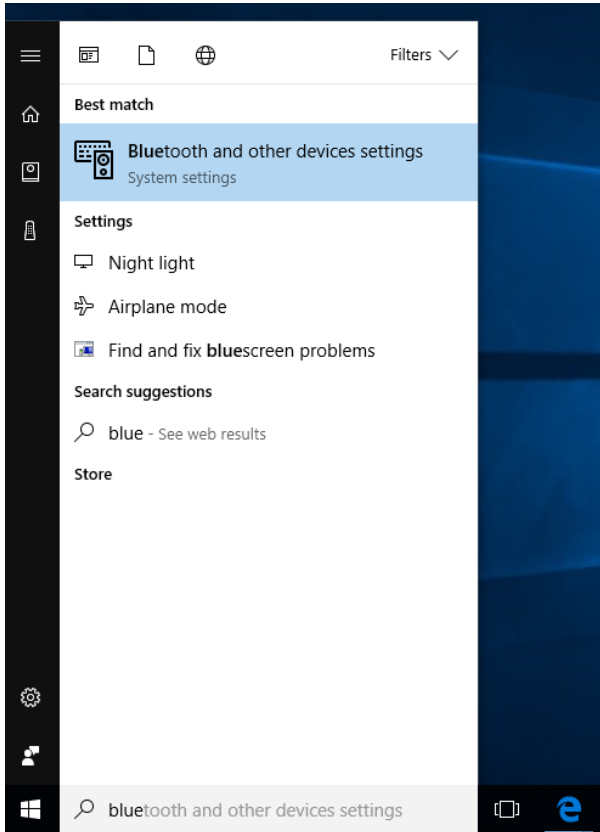 Filters
Best match
Bluetooth and other devices settings
System settings
Settings
Night light
Airplane mode
Find and fix bluescreen problems
Search suggestions
blue - See web results
Store
bluetooth and other devices settings